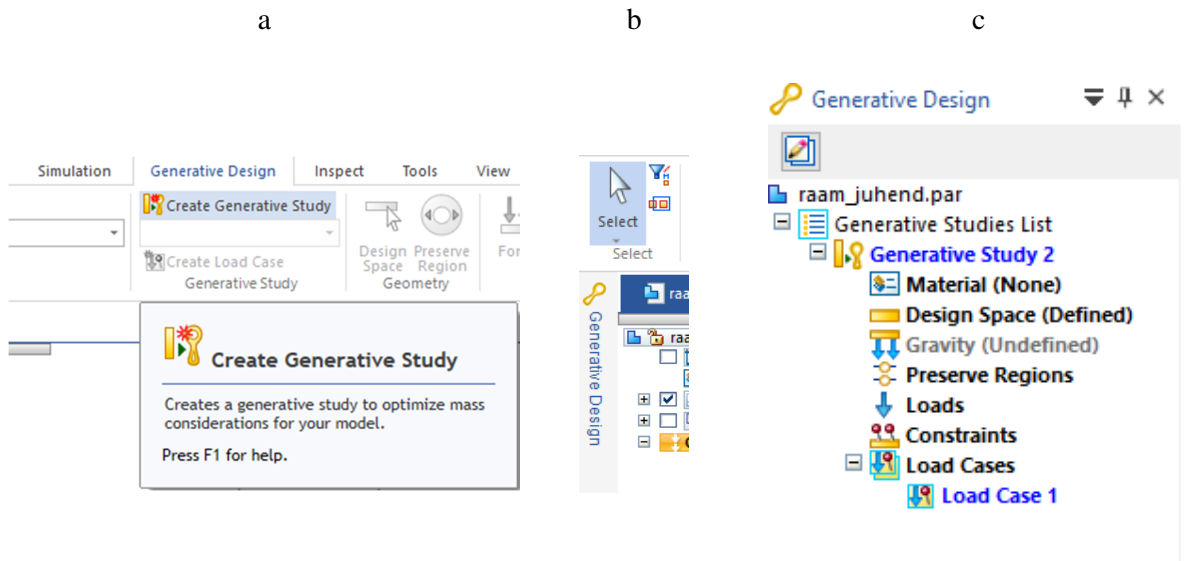 a
b
c
Simulation
Generative Design
Inspect
Tools
View
Create Generative Study
Create Load Case
Generative Study
Design Space
Preserve Region
Geometry
Create Generative Study
Creates a generative study to optimize mass
considerations for your model.
Press F1 for help.
Select
Select
Generative Design
Generative Design
raam_juhend.par
Generative Studies List
Generative Study 2
Material (None)
Design Space (Defined)
Gravity (Undefined)
Preserve Regions
Loads
Constraints
Load Cases
Load Case 1